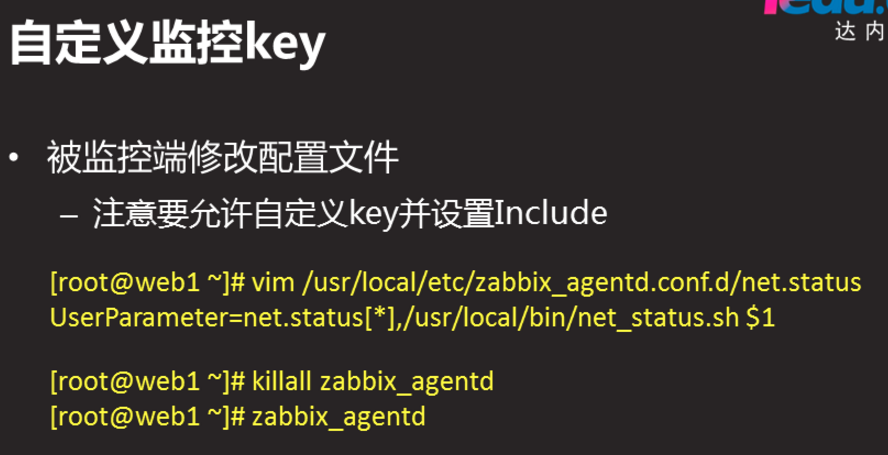 自定义监控key
达内
• 被监控端修改配置文件
– 注意要允许自定义key并设置Include
[root@web1 ~]# vim /usr/local/etc/zabbix_agentd.conf.d/net.status
UserParameter=net.status[*],/usr/local/bin/net_status.sh $1
[root@web1 ~]# killall zabbix_agentd
[root@web1 ~]# zabbix_agentd